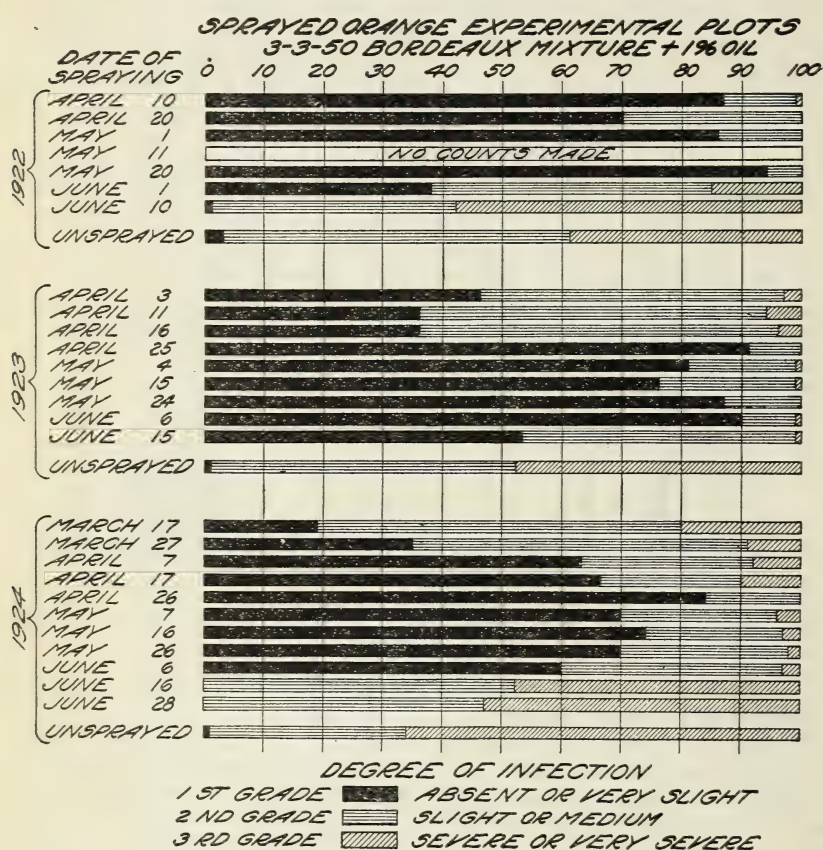 SPRAYED ORANGE EXPERIMENTAL PLOTS
3-3-50 BORDEAUX MIXTURE + 1% OIL
DATE OF SPRAYING
0 10 20 30 40 50 60 70 80 90 100
1922
APRIL 10
APRIL 20
MAY 1
MAY 11 NO COUNTS MADE
MAY 20
JUNE 1
JUNE 10
UNSPRAYED
1923
APRIL 3
APRIL 11
APRIL 16
APRIL 25
MAY 4
MAY 15
MAY 24
JUNE 6
JUNE 15
UNSPRAYED
1924
MARCH 17
MARCH 27
APRIL 7
APRIL 17
APRIL 26
MAY 7
MAY 16
MAY 26
JUNE 6
JUNE 16
JUNE 28
UNSPRAYED
DEGREE OF INFECTION
1 ST GRADE ABSENT OR VERY SLIGHT
2 ND GRADE SLIGHT OR MEDIUM
3 RD GRADE SEVERE OR VERY SEVERE